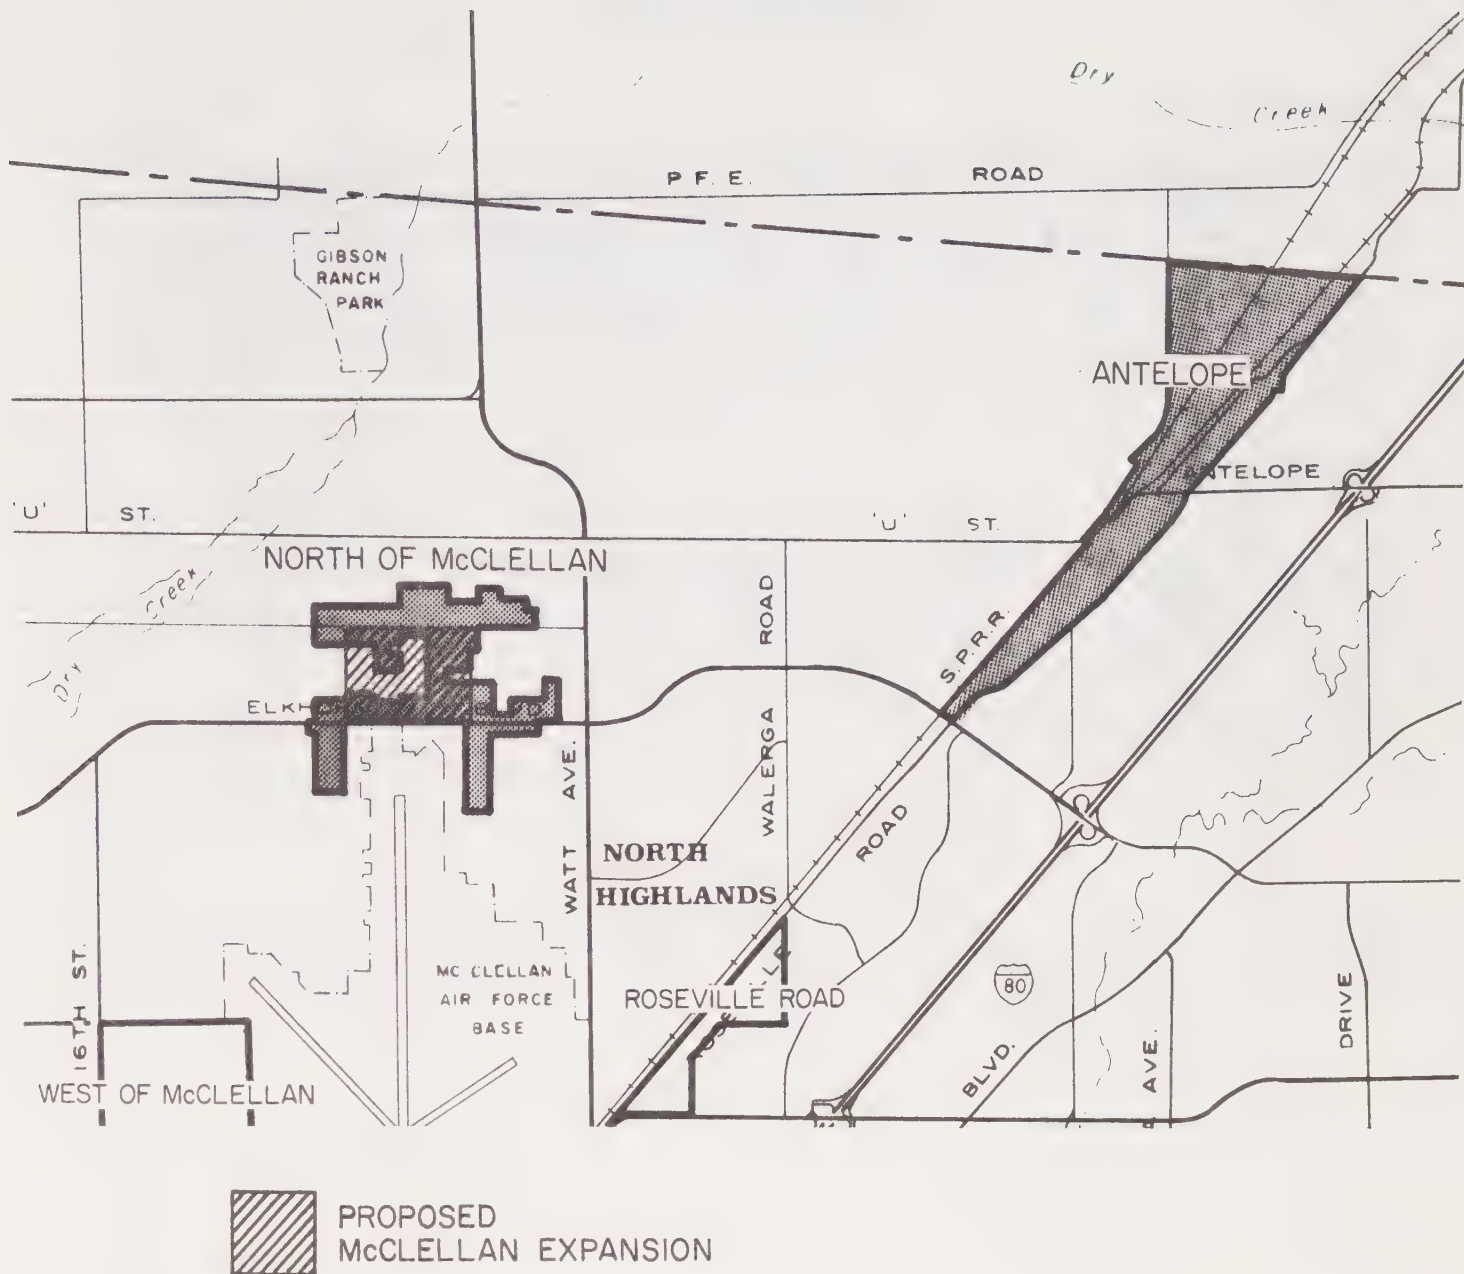 Dry
Creek
P. F. E. ROAD
GIBSON
RANCH
PARK
ANTELOPE
ANTELOPE
'U' ST.
'U' ST.
NORTH OF McCLELLAN
Dry Creek
ROAD
WALERGA
S.P.R.R.
WATT AVE.
ROAD
NORTH
HIGHLANDS
16TH ST.
MC CLELLAN
AIR FORCE
BASE
ROSEVILLE ROAD
80
BLVD.
AVE.
DRIVE
WEST OF McCLELLAN
PROPOSED
McCLELLAN EXPANSION